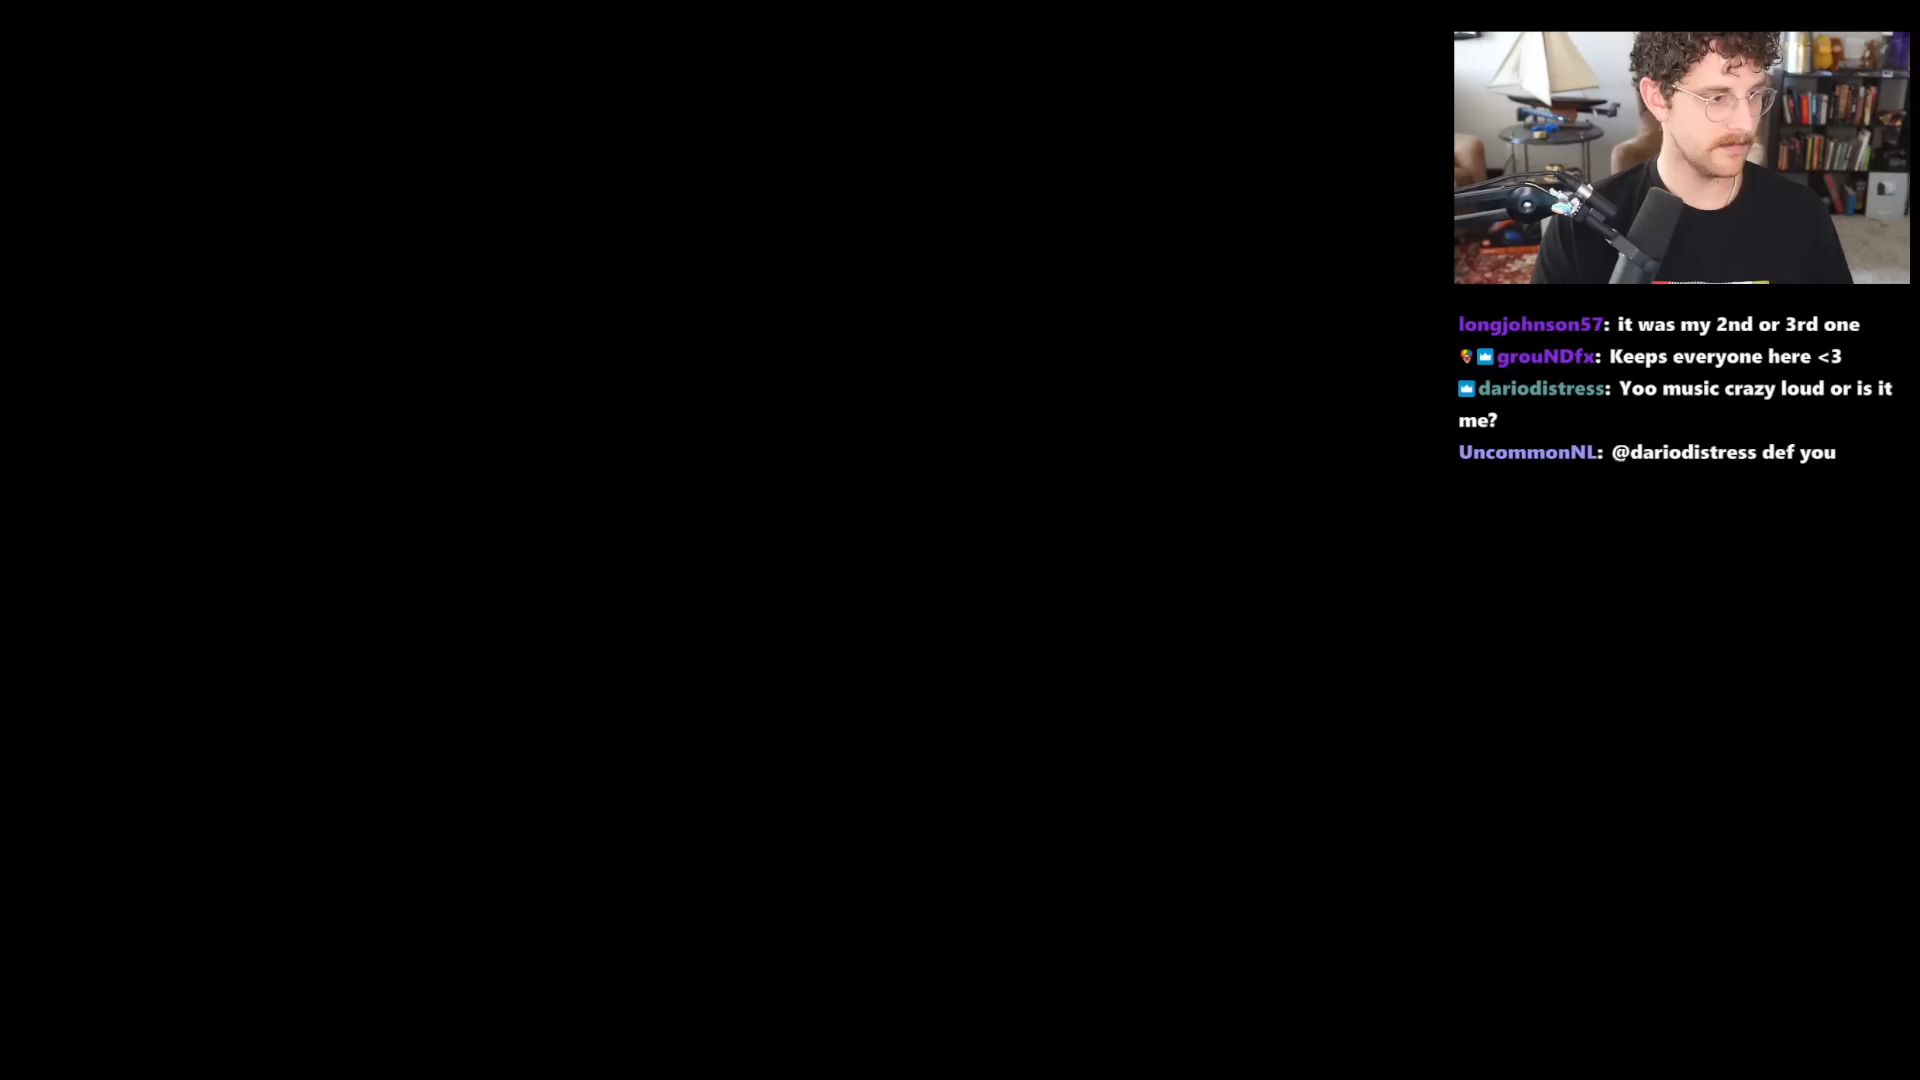 longjohnson57: it was my 2nd or 3rd one
grouNDfx: Keeps everyone here <3
dariodistress: Yoo music crazy loud or is it
me?
UncommonNL: @dariodistress def you